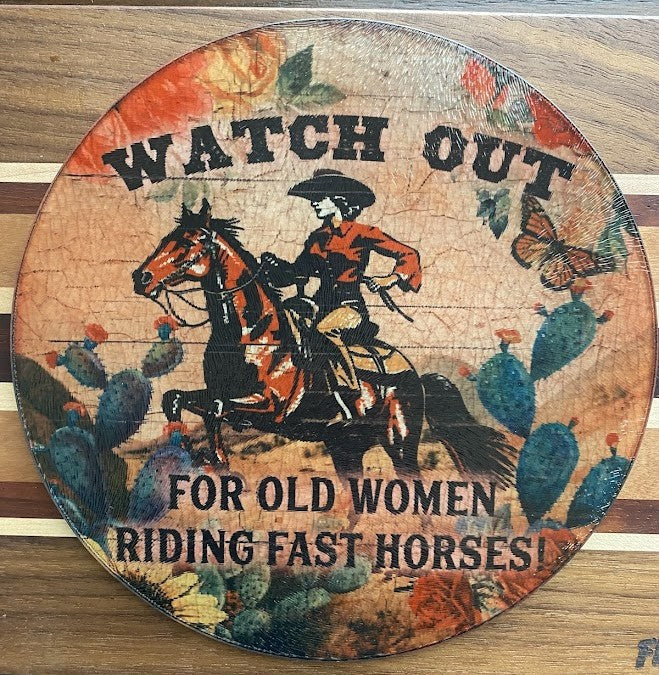 WATCH OUT
FOR OLD WOMEN
RIDING FAST HORSES!